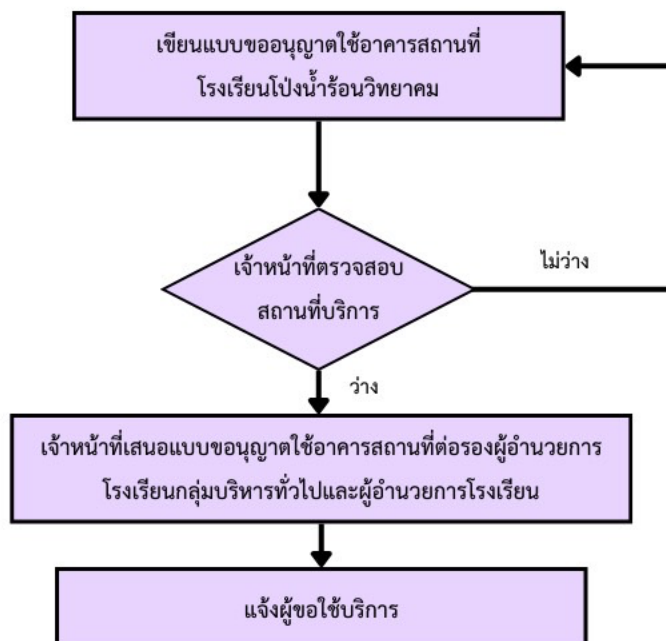 เขียนแบบขออนุญาตใช้อาคารสถานที่
โรงเรียนโป่งน้ำร้อนวิทยาคม
เจ้าหน้าที่ตรวจสอบ
สถานที่บริการ
ไม่ว่าง
ว่าง
เจ้าหน้าที่เสนอแบบขอนุญาตใช้อาคารสถานที่ต่อรองผู้อำนวยการ
โรงเรียนกลุ่มบริหารทั่วไปและผู้อำนวยการโรงเรียน
แจ้งผู้ขอใช้บริการ